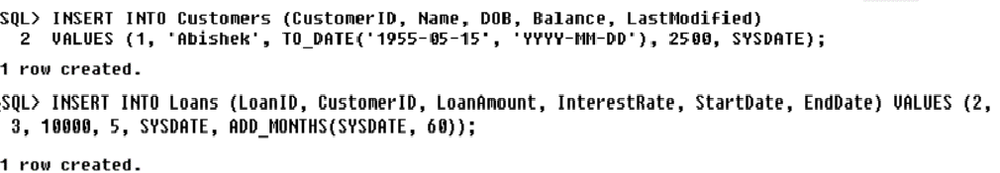 SQL> INSERT INTO Customers (CustomerID, Name, DOB, Balance, LastModified)
2 VALUES (1, 'Abishek', TO_DATE('1955-05-15', 'YYYY-MM-DD'), 2500, SYSDATE);
1 row created.
SQL> INSERT INTO Loans (LoanID, CustomerID, LoanAmount, InterestRate, StartDate, EndDate) VALUES (2,
3, 10000, 5, SYSDATE, ADD_MONTHS(SYSDATE, 60));
1 row created.